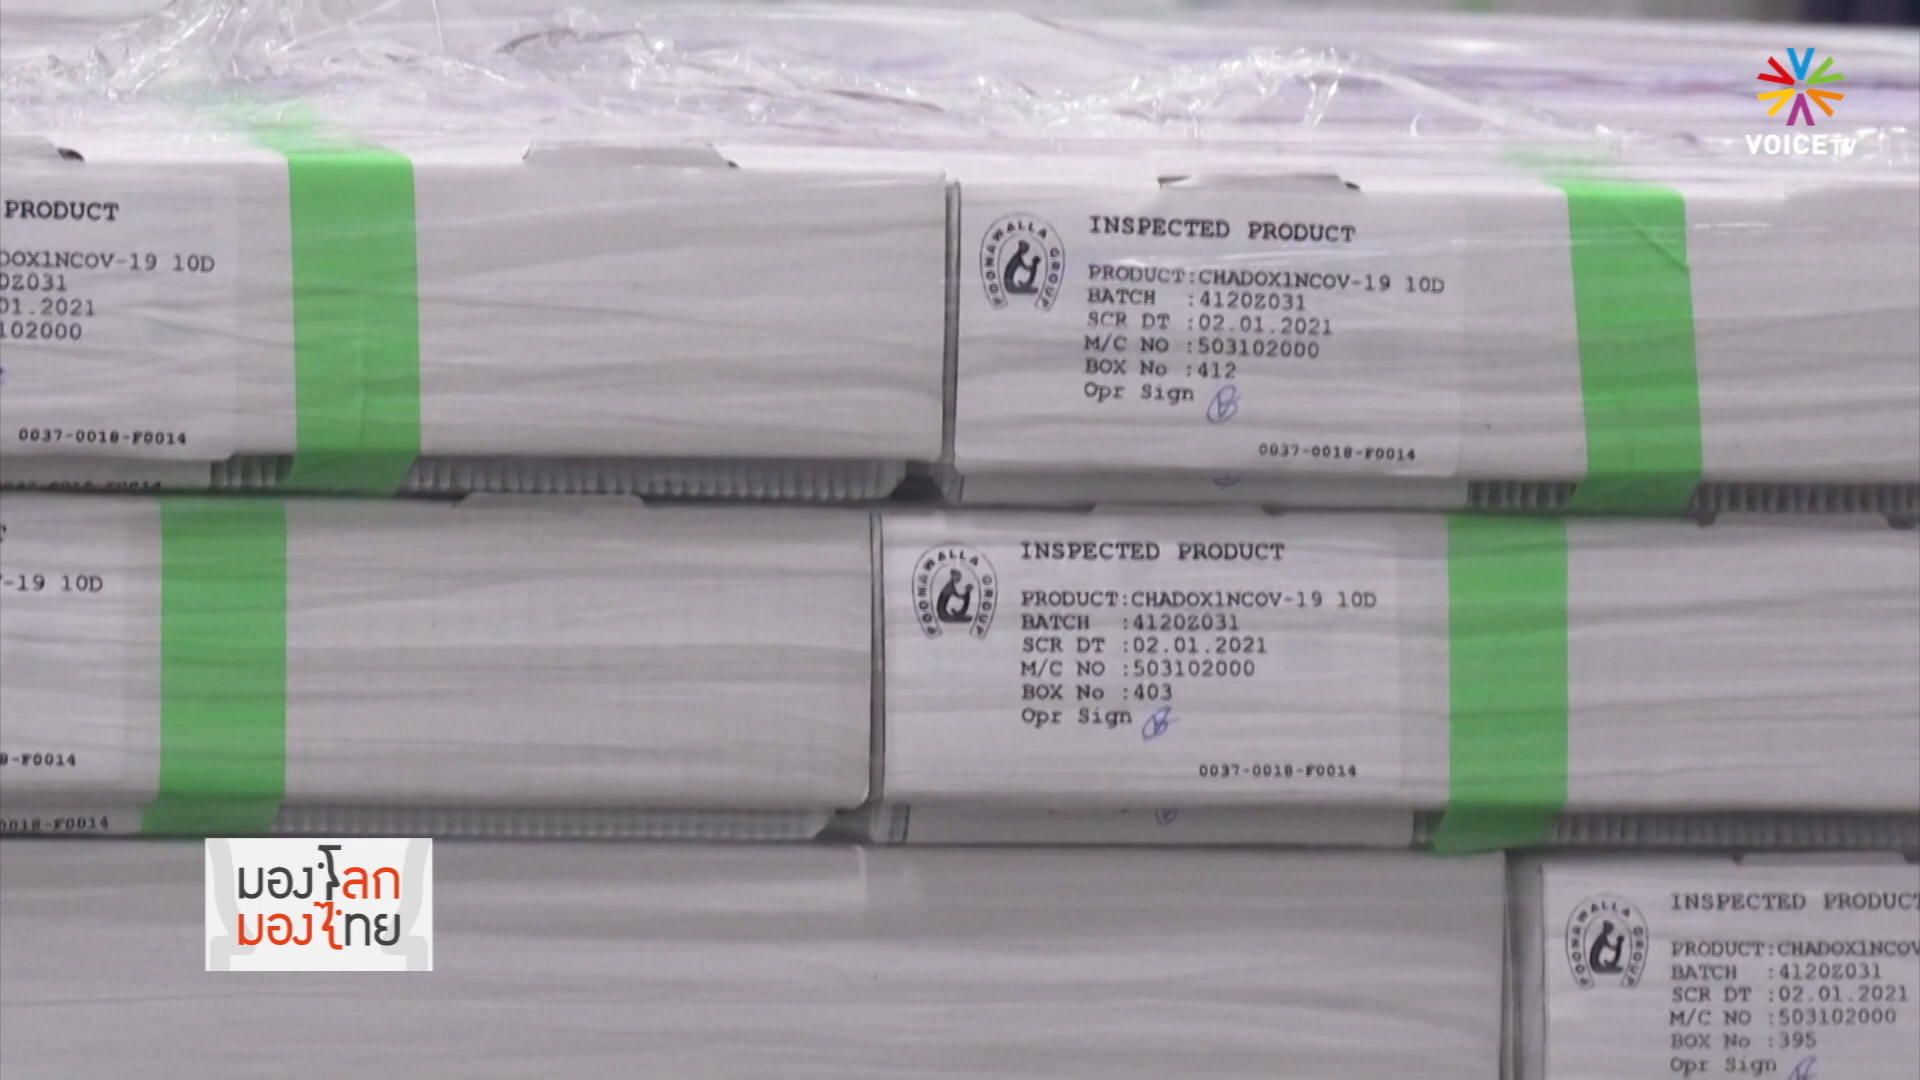 VOICE TV
PRODUCT
DOX1NCOV-19 10D
0Z031
01.2021
102000
0037-0018-F0014
POONAWALLA GROUP
INSPECTED PRODUCT
PRODUCT:CHADOX1NCOV-19 10D
BATCH :4120Z031
SCR DT :02.01.2021
M/C NO :503102000
BOX No :412
Opr Sign
0037-0018-F0014
-19 10D
8-F0014
0018-F0014
POONAWALLA GROUP
INSPECTED PRODUCT
PRODUCT:CHADOX1NCOV-19 10D
BATCH :4120Z031
SCR DT :02.01.2021
M/C NO :503102000
BOX No :403
Opr Sign
0037-0018-F0014
มองโลก
มองไทย
POONAWALLA GROUP
INSPECTED PRODUCT
PRODUCT:CHADOX1NCOV
BATCH :4120Z031
SCR DT :02.01.2021
M/C NO :503102000
BOX No :395
Opr Sign